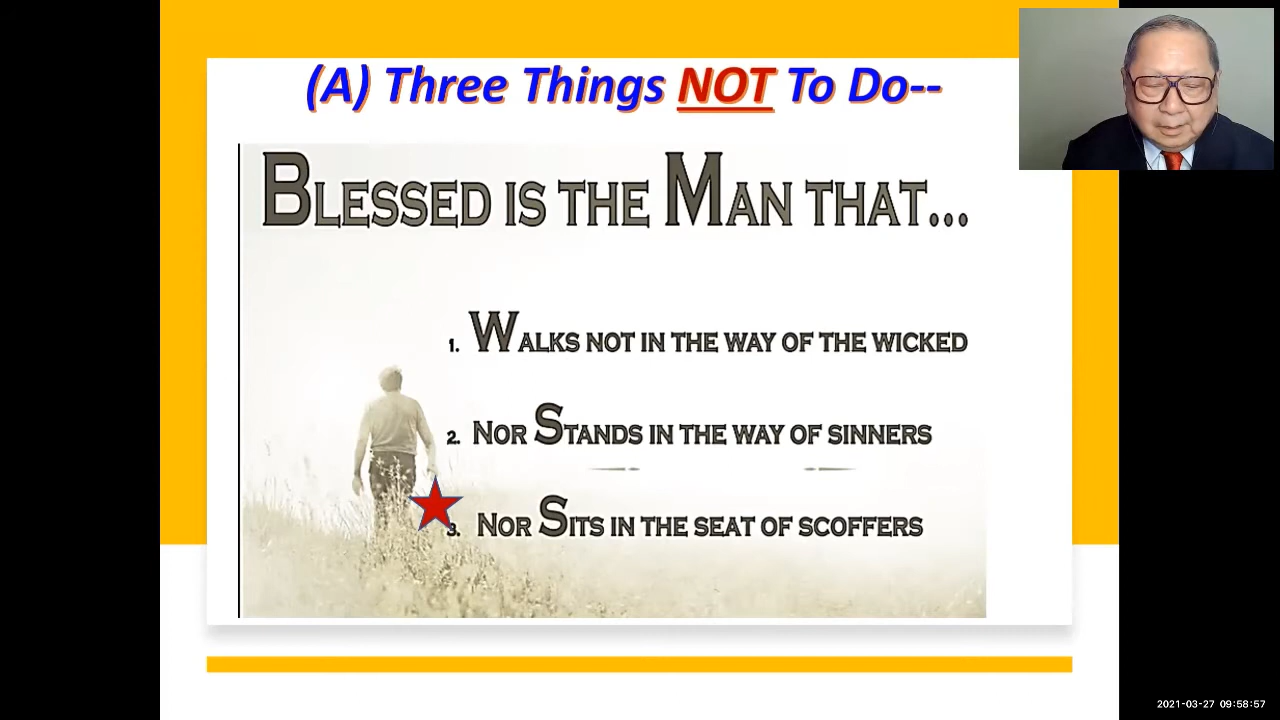 (A) Three Things NOT To Do--
BLESSED IS THE MAN THAT...
1. WALKS NOT IN THE WAY OF THE WICKED
2. NOR STANDS IN THE WAY OF SINNERS
3. NOR SITS IN THE SEAT OF SCOFFERS
2021-03-27 09:58:57